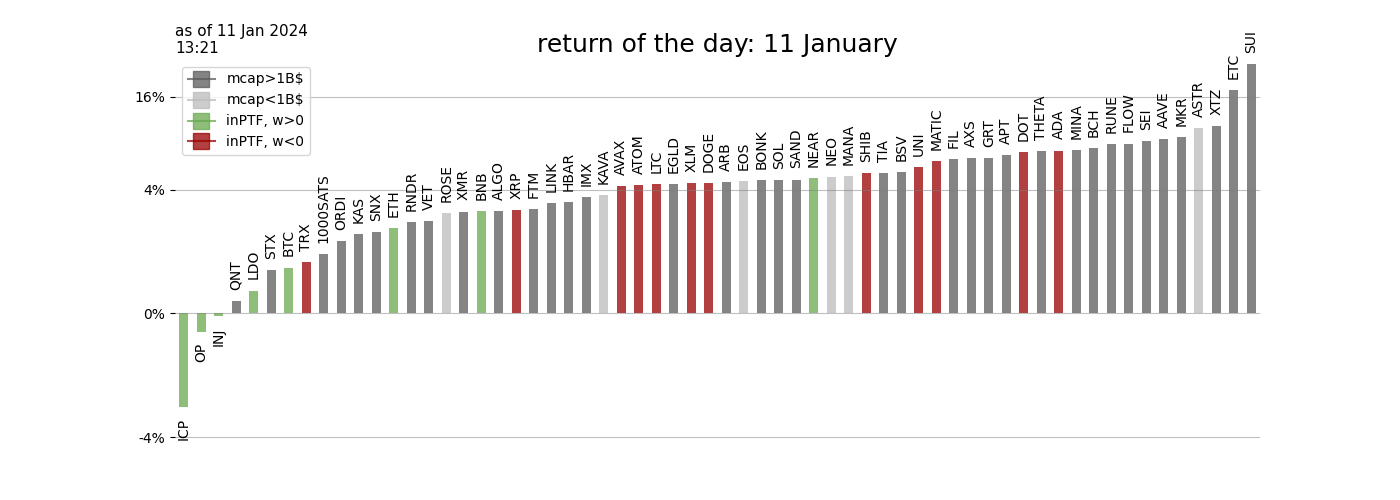 as of 11 Jan 2024
13:21
return of the day: 11 January
mcap>1B$
mcap<1B$
inPTF, w>0
inPTF, w<0
16%
4%
0%
-4%
ICP
OP
INJ
QNT
LDO
STX
BTC
TRX
1000SATS
ORDI
KAS
SNX
ETH
RNDR
VET
ROSE
XMR
BNB
ALGO
XRP
FTM
LINK
HBAR
IMX
KAVA
AVAX
ATOM
LTC
EGLD
XLM
DOGE
ARB
EOS
BONK
SOL
SAND
NEAR
NEO
MANA
SHIB
TIA
BSV
UNI
MATIC
FIL
AXS
GRT
APT
DOT
THETA
ADA
MINA
BCH
RUNE
FLOW
SEI
AAVE
MKR
ASTR
XTZ
ETC
SUI